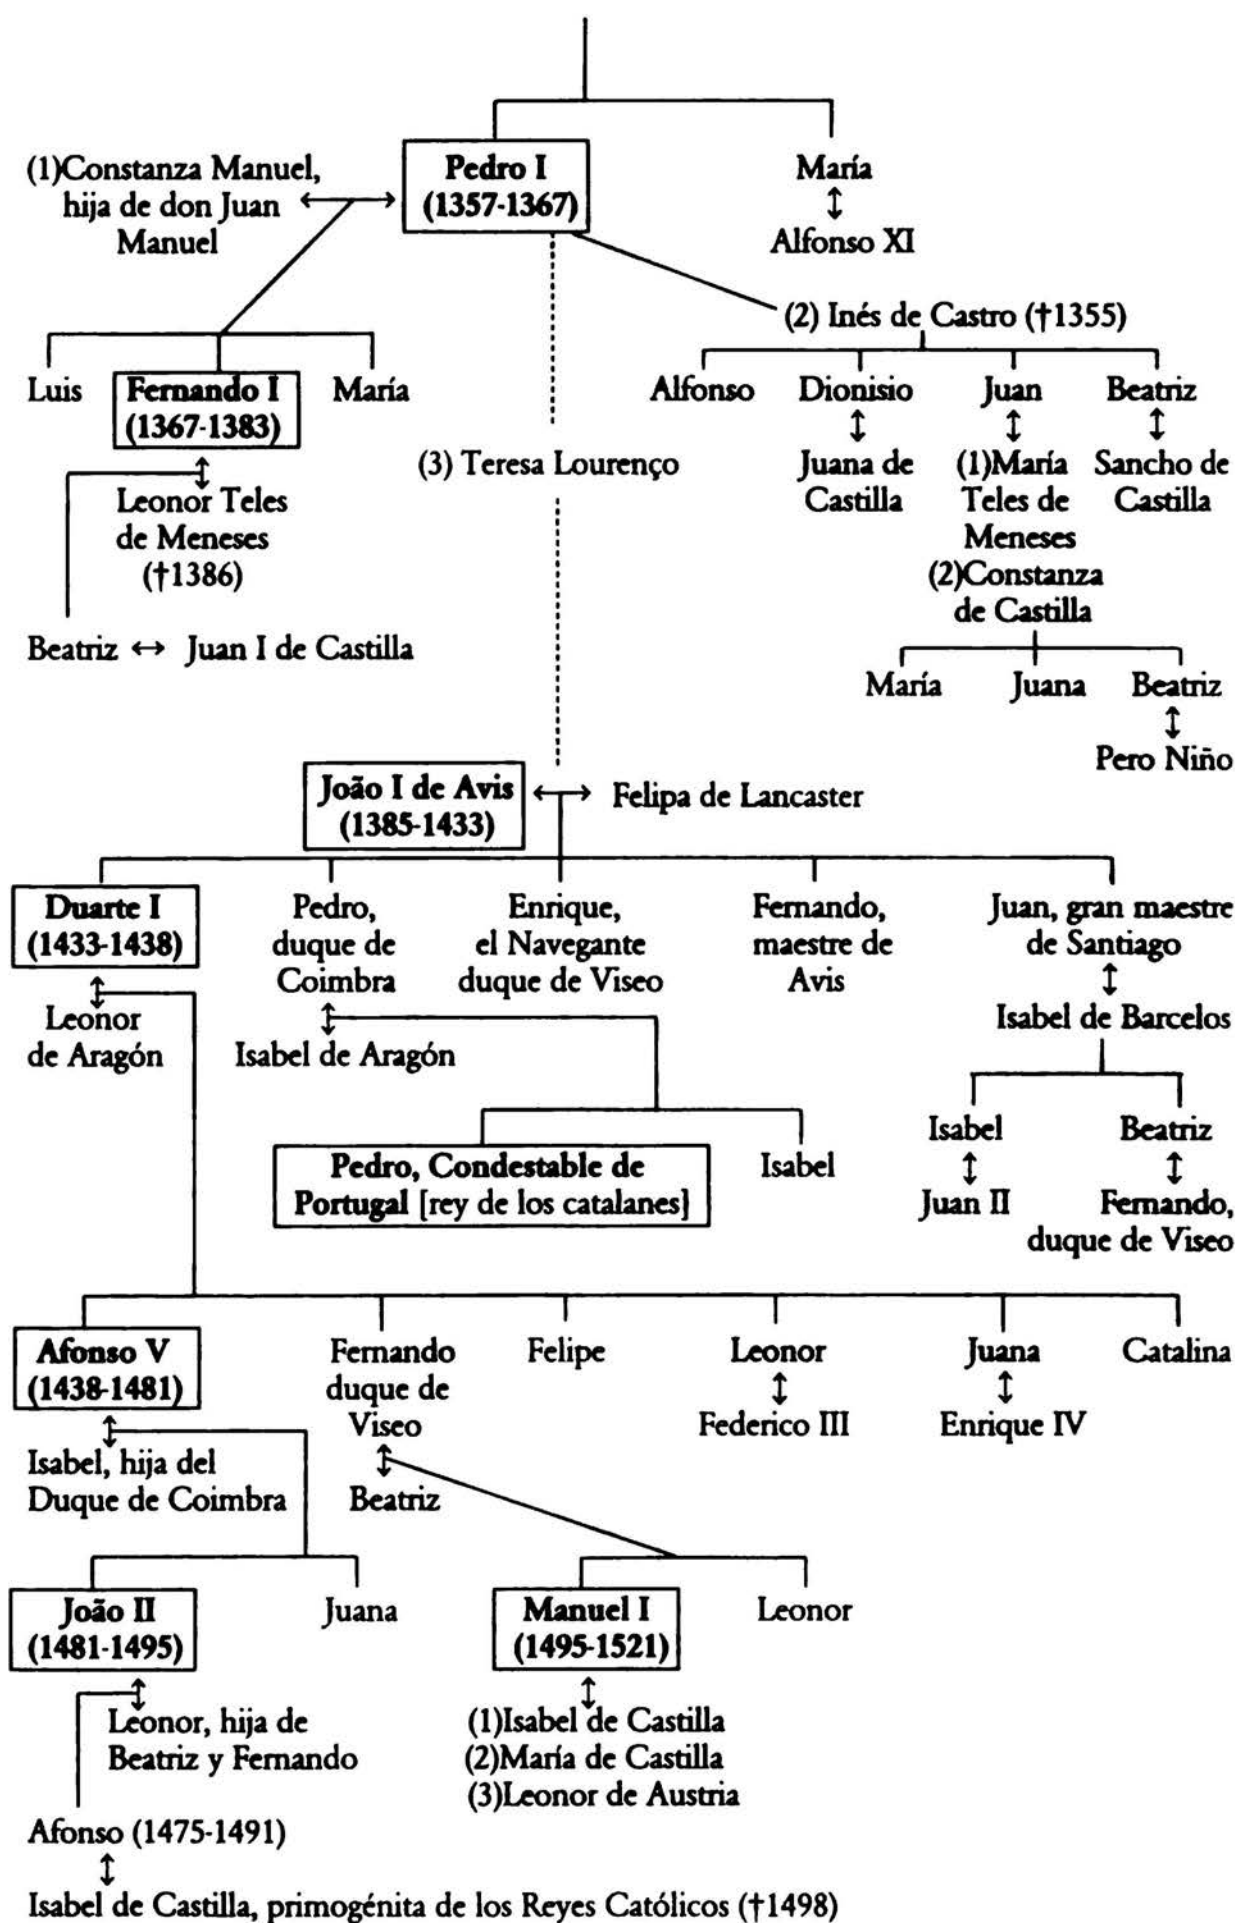 (1)Constanza Manuel,
hija de don Juan
Manuel
Pedro I
(1357-1367)
María
Alfonso XI
(2) Inés de Castro (†1355)
Luis
Fernando I
(1367-1383)
María
Alfonso
Dionisio
Juan
Beatriz
(3) Teresa Lourenço
Juana de
Castilla
(1)María
Teles de
Meneses
(2)Constanza
de Castilla
Sancho de
Castilla
Leonor Teles
de Meneses
(†1386)
Beatriz ↔ Juan I de Castilla
María
Juana
Beatriz
Pero Niño
João I de Avis
(1385-1433)
Felipa de Lancaster
Duarte I
(1433-1438)
Pedro,
duque de
Coimbra
Enrique,
el Navegante
duque de Viseo
Fernando,
maestre de
Avis
Juan, gran maestre
de Santiago
Leonor
de Aragón
Isabel de Aragón
Isabel de Barcelos
Pedro, Condestable de
Portugal [rey de los catalanes]
Isabel
Isabel
Juan II
Beatriz
Fernando,
duque de Viseo
Afonso V
(1438-1481)
Fernando
duque de
Viseo
Felipe
Leonor
Federico III
Juana
Enrique IV
Catalina
Isabel, hija del
Duque de Coimbra
Beatriz
João II
(1481-1495)
Juana
Manuel I
(1495-1521)
Leonor
Leonor, hija de
Beatriz y Fernando
(1)Isabel de Castilla
(2)María de Castilla
(3)Leonor de Austria
Afonso (1475-1491)
Isabel de Castilla, primogénita de los Reyes Católicos (†1498)